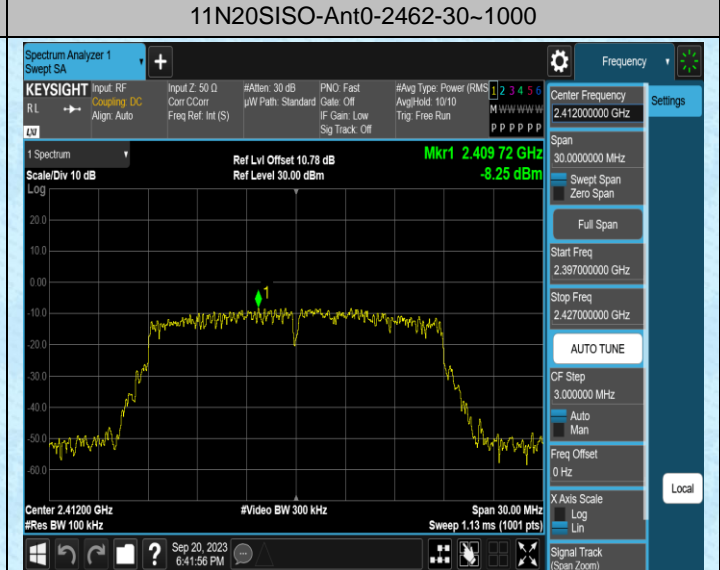 11N20SISO-Ant0-2462-30~1000
Spectrum Analyzer 1
Swept SA
Frequency
KEYSIGHT
RL
LXI
Input: RF
Coupling: DC
Align: Auto
Input Z: 50 Ω
Corr CCorr
Freq Ref: Int (S)
#Atten: 30 dB
µW Path: Standard
PNO: Fast
Gate: Off
IF Gain: Low
Sig Track: Off
#Avg Type: Power (RMS
Avg|Hold: 10/10
Trig: Free Run
1 2 3 4 5 6
M W W W W W
P P P P P P
Center Frequency
2.412000000 GHz
Settings
1 Spectrum
Scale/Div 10 dB
Log
Ref Lvl Offset 10.78 dB
Ref Level 30.00 dBm
Mkr1 2.409 72 GHz
-8.25 dBm
Span
30.0000000 MHz
Swept Span
Zero Span
Full Span
Start Freq
2.397000000 GHz
Stop Freq
2.427000000 GHz
AUTO TUNE
CF Step
3.000000 MHz
Auto
Man
Freq Offset
0 Hz
X Axis Scale
Log
Lin
Signal Track
(Span Zoom)
Local
20.0
10.0
0.00
-10.0
-20.0
-30.0
-40.0
-50.0
-60.0
1
Center 2.41200 GHz
#Res BW 100 kHz
#Video BW 300 kHz
Span 30.00 MHz
Sweep 1.13 ms (1001 pts)
?
Sep 20, 2023
6:41:56 PM